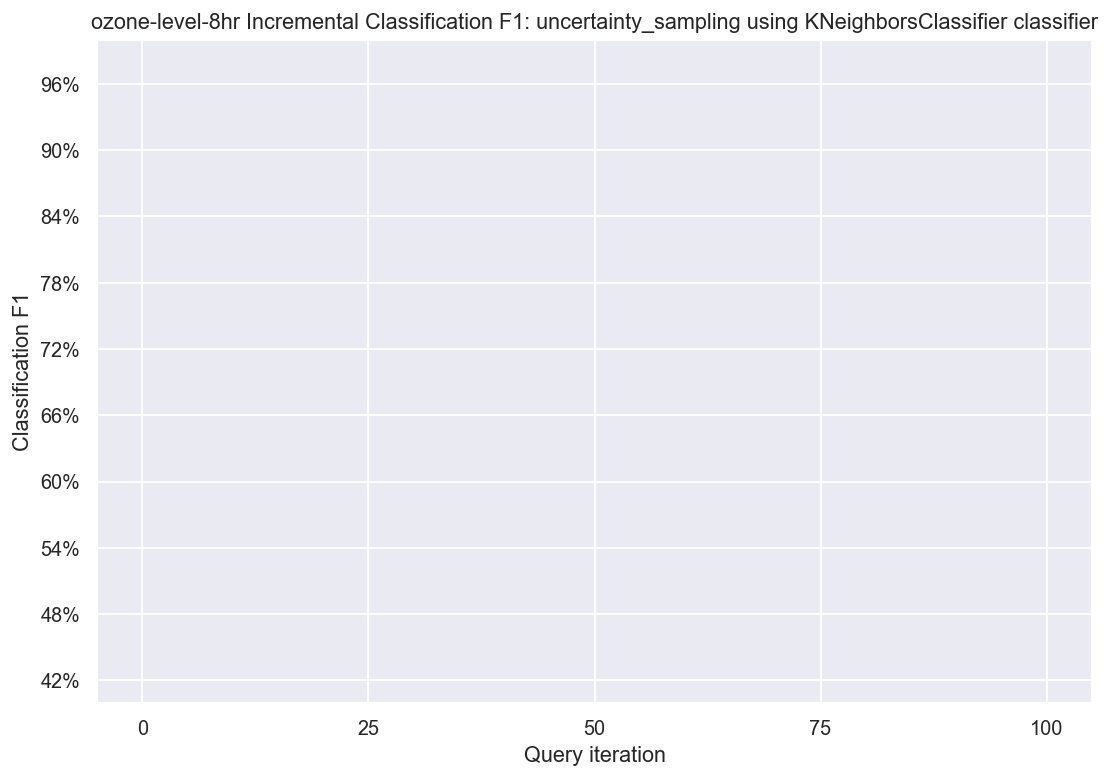 ozone-level-8hr Incremental Classification F1: uncertainty_sampling using KNeighborsClassifier classifier
96%
90%
84%
78%
72%
66%
60%
54%
48%
42%
Classification F1
0 25 50 75 100
Query iteration